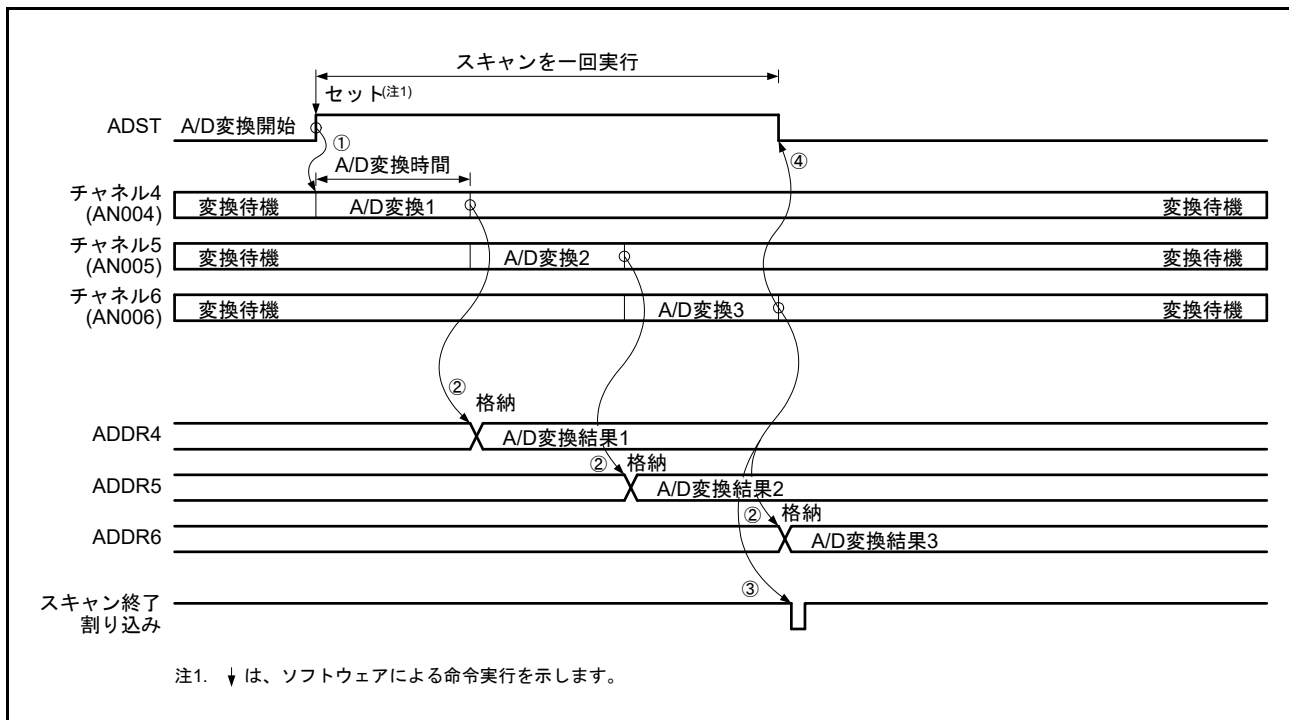 スキャンを一回実行
セット(注1)
ADST A/D変換開始
①
④
A/D変換時間
チャネル4
(AN004)
変換待機 A/D変換1 変換待機
チャネル5
(AN005)
変換待機 A/D変換2 変換待機
チャネル6
(AN006)
変換待機 A/D変換3 変換待機
② 格納
ADDR4 A/D変換結果1
② 格納
ADDR5 A/D変換結果2
② 格納
ADDR6 A/D変換結果3
③
スキャン終了
割り込み
注1. ↓は、ソフトウェアによる命令実行を示します。